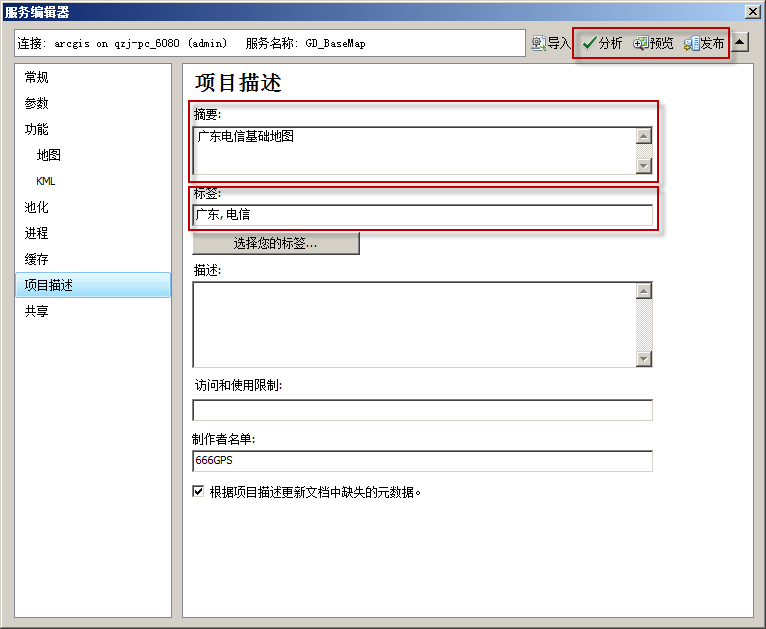 服务编辑器
连接: arcgis on qzj-pc_6080 (admin) 服务名称: GD_BaseMap
导入 分析 预览 发布
常规
参数
功能
地图
KML
池化
进程
缓存
项目描述
共享
项目描述
摘要:
广东电信基础地图
标签:
广东,电信
选择您的标签...
描述:
访问和使用限制:
制作者名单:
666GPS
根据项目描述更新文档中缺失的元数据。